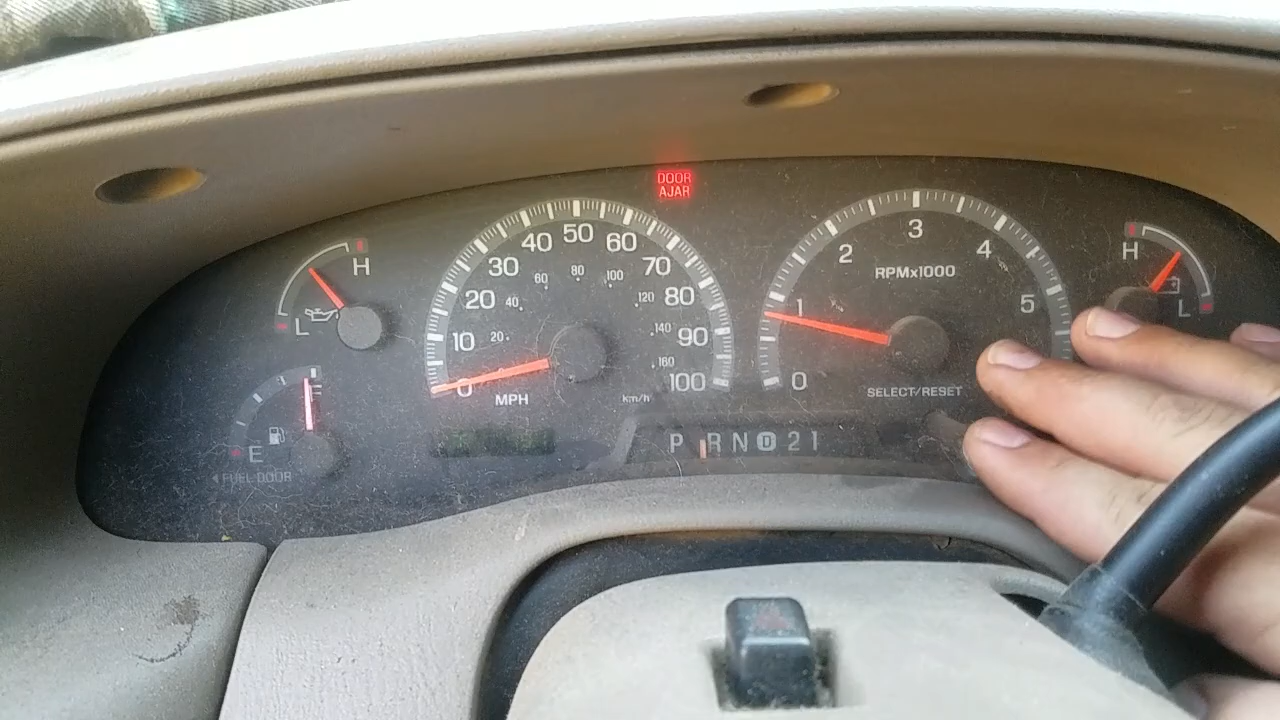 DOOR
AJAR
H
L
F
E
◀ FUEL DOOR
0 10 20 30 40 50 60 70 80 90 100
20 40 60 80 100 120 140 160
MPH
km/h
0 1 2 3 4 5
RPMx1000
SELECT/RESET
P R N D 2 1
H
L